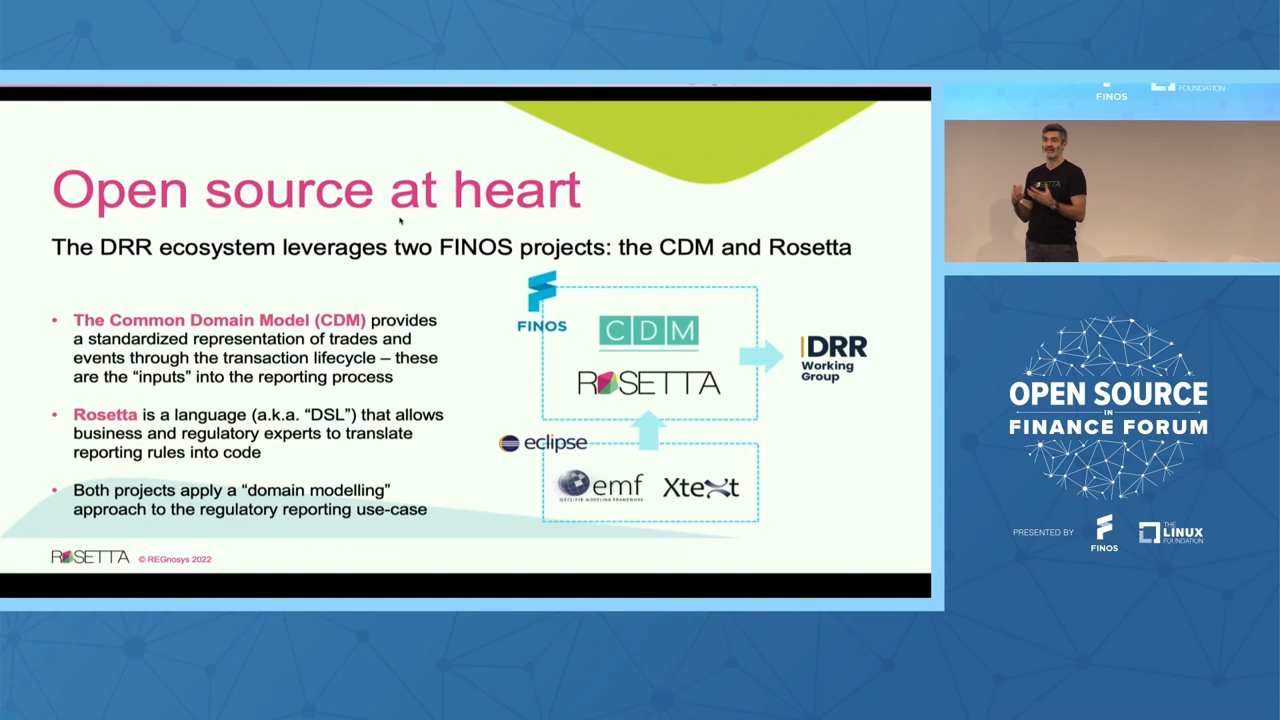 Open source at heart
The DRR ecosystem leverages two FINOS projects: the CDM and Rosetta
• The Common Domain Model (CDM) provides
a standardized representation of trades and
events through the transaction lifecycle – these
are the “inputs” into the reporting process
• Rosetta is a language (a.k.a. “DSL”) that allows
business and regulatory experts to translate
reporting rules into code
• Both projects apply a “domain modelling”
approach to the regulatory reporting use-case
FINOS
CDM
ROSETTA
DRR
Working
Group
eclipse
emf
ECLIPSE MODELING FRAMEWORK
Xtext
ROSETTA © REGnosys 2022
FINOS
FOUNDATION
OPEN SOURCE
IN
FINANCE FORUM
PRESENTED BY
FINOS
THE
LINUX
FOUNDATION